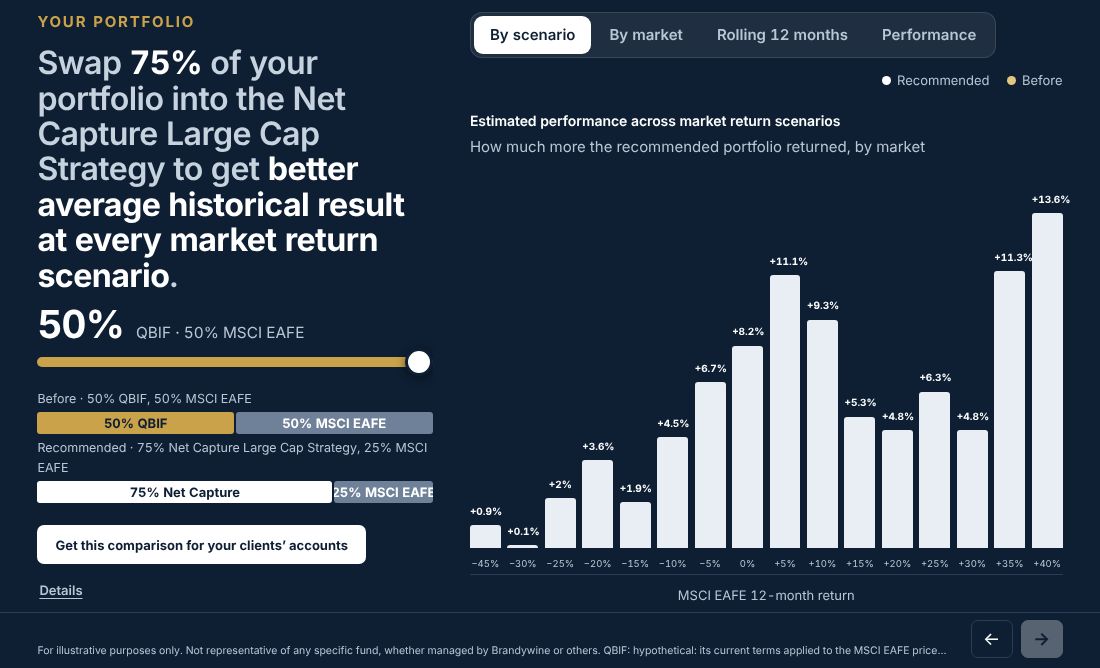 YOUR PORTFOLIO
Swap 75% of your
portfolio into the Net
Capture Large Cap
Strategy to get better
average historical result
at every market return
scenario.
50% QBIF · 50% MSCI EAFE
Before · 50% QBIF, 50% MSCI EAFE
50% QBIF 50% MSCI EAFE
Recommended · 75% Net Capture Large Cap Strategy, 25% MSCI
EAFE
75% Net Capture 25% MSCI EAFE
Get this comparison for your clients’ accounts
Details
By scenario By market Rolling 12 months Performance
Recommended Before
Estimated performance across market return scenarios
How much more the recommended portfolio returned, by market
+0.9% +0.1% +2% +3.6% +1.9% +4.5% +6.7% +8.2% +11.1% +9.3% +5.3% +4.8% +6.3% +4.8% +11.3% +13.6%
−45% −30% −25% −20% −15% −10% −5% 0% +5% +10% +15% +20% +25% +30% +35% +40%
MSCI EAFE 12-month return
For illustrative purposes only. Not representative of any specific fund, whether managed by Brandywine or others. QBIF: hypothetical: its current terms applied to the MSCI EAFE price...
← →